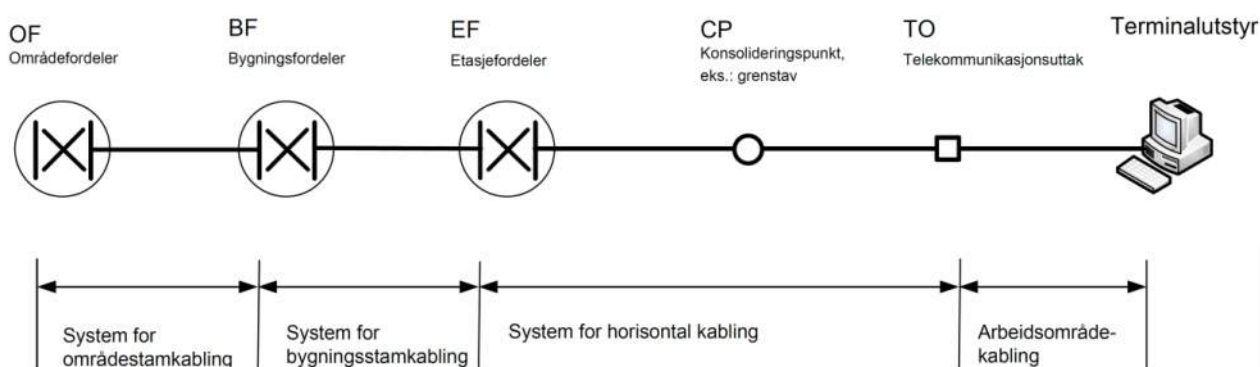 OF
Områdefordeler
BF
Bygningsfordeler
EF
Etasjefordeler
CP
Konsolideringspunkt,
eks.: grenstav
TO
Telekommunikasjonsuttak
Terminalutstyr
System for
områdestamkabling
System for
bygningsstamkabling
System for horisontal kabling
Arbeidsområde-
kabling